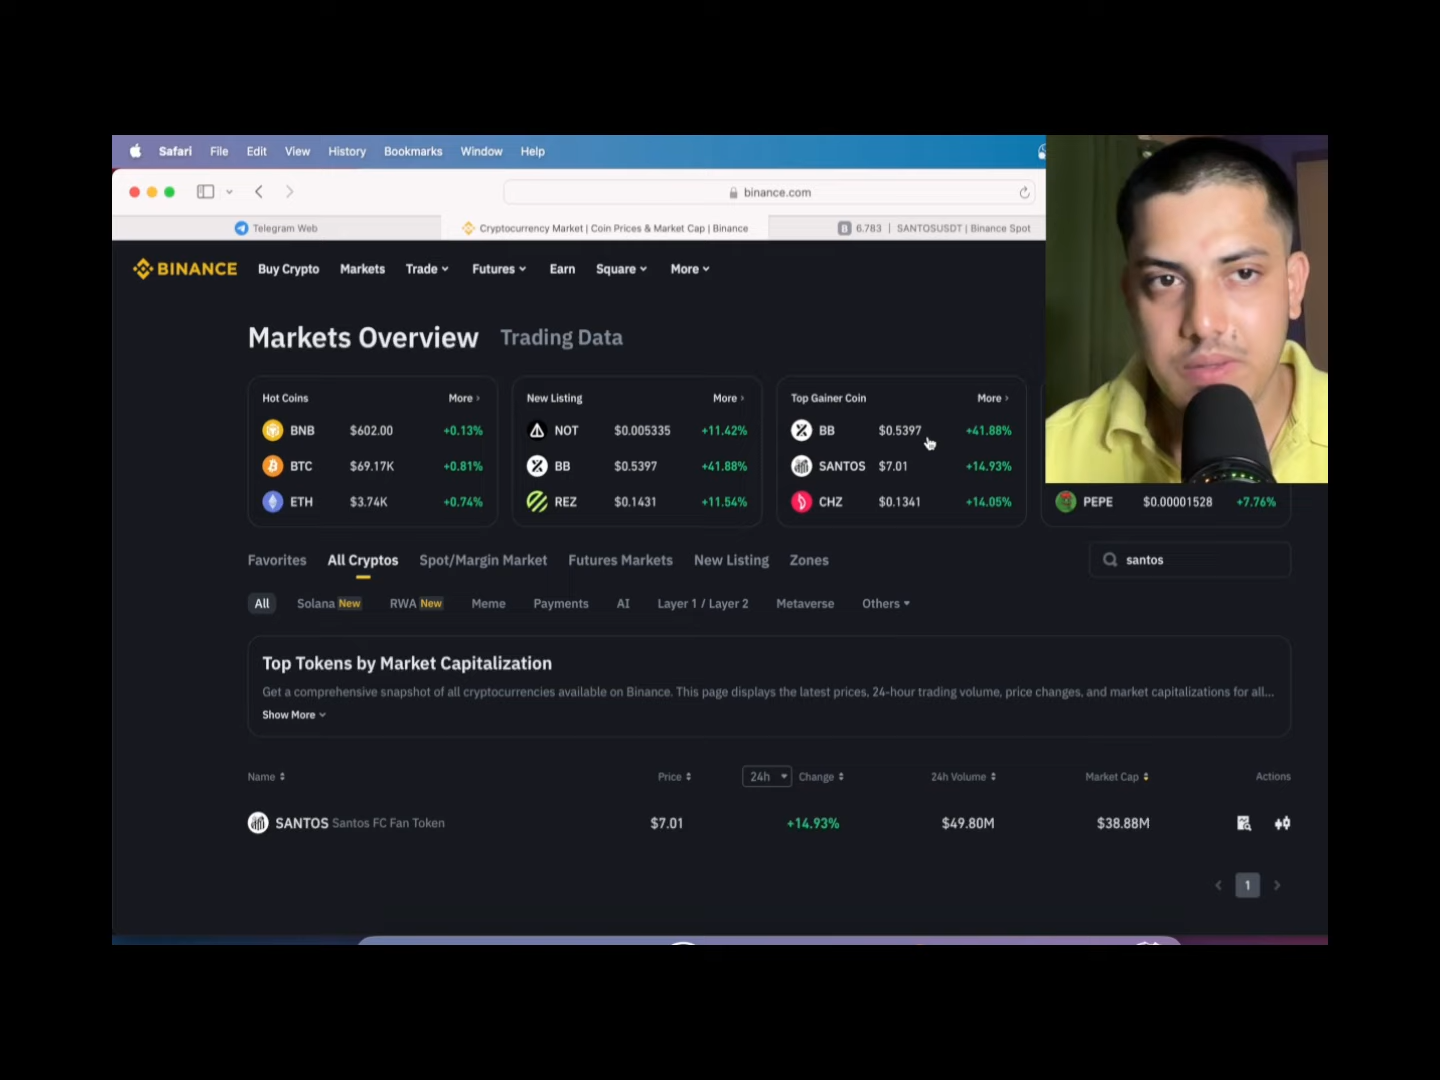 Safari File Edit View History Bookmarks Window Help
binance.com
Telegram Web
Cryptocurrency Market | Coin Prices & Market Cap | Binance
6.783 | SANTOSUSDT | Binance Spot
BINANCE Buy Crypto Markets Trade Futures Earn Square More
Markets Overview Trading Data
Hot Coins More
BNB $602.00 +0.13%
BTC $69.17K +0.81%
ETH $3.74K +0.74%
New Listing More
NOT $0.005335 +11.42%
BB $0.5397 +41.88%
REZ $0.1431 +11.54%
Top Gainer Coin More
BB $0.5397 +41.88%
SANTOS $7.01 +14.93%
CHZ $0.1341 +14.05%
PEPE $0.00001528 +7.76%
Favorites All Cryptos Spot/Margin Market Futures Markets New Listing Zones
santos
All Solana New RWA New Meme Payments AI Layer 1 / Layer 2 Metaverse Others
Top Tokens by Market Capitalization
Get a comprehensive snapshot of all cryptocurrencies available on Binance. This page displays the latest prices, 24-hour trading volume, price changes, and market capitalizations for all...
Show More
Name Price 24h Change 24h Volume Market Cap Actions
SANTOS Santos FC Fan Token $7.01 +14.93% $49.80M $38.88M
1